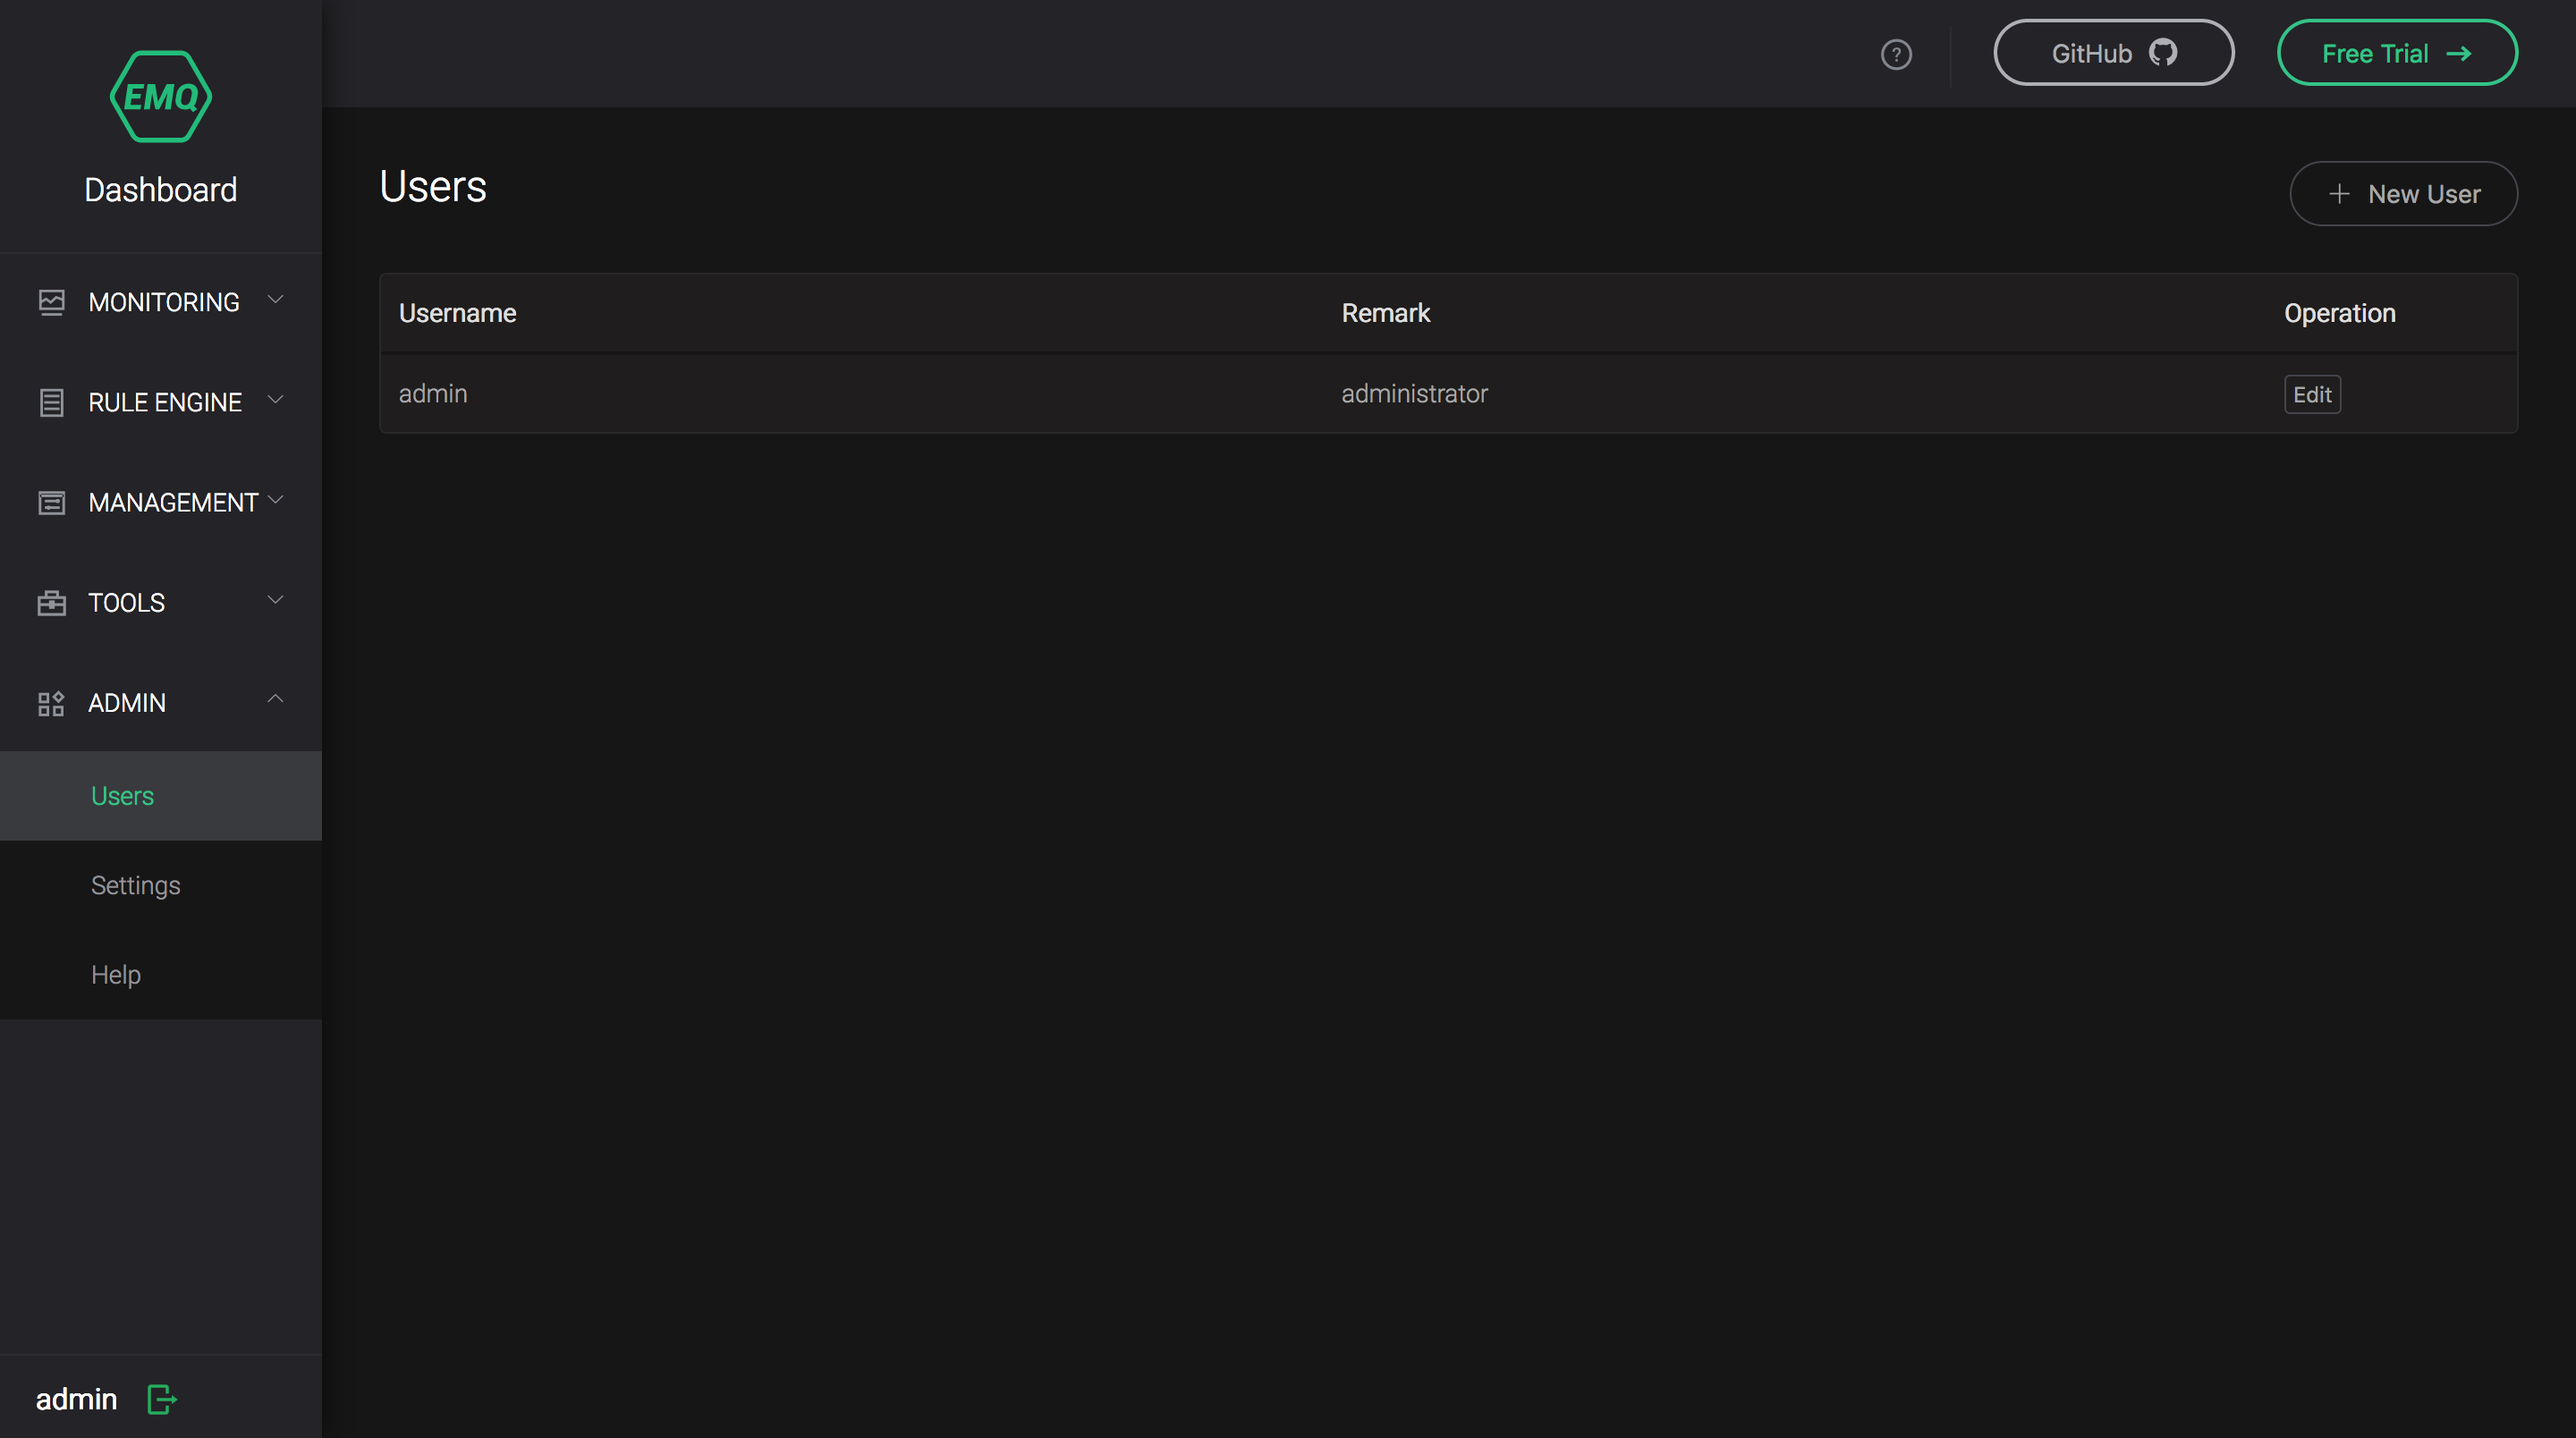 EMQ
Dashboard
MONITORING
RULE ENGINE
MANAGEMENT
TOOLS
ADMIN
Users
Settings
Help
admin
? GitHub Free Trial →
Users
+ New User
Username Remark Operation
admin administrator Edit